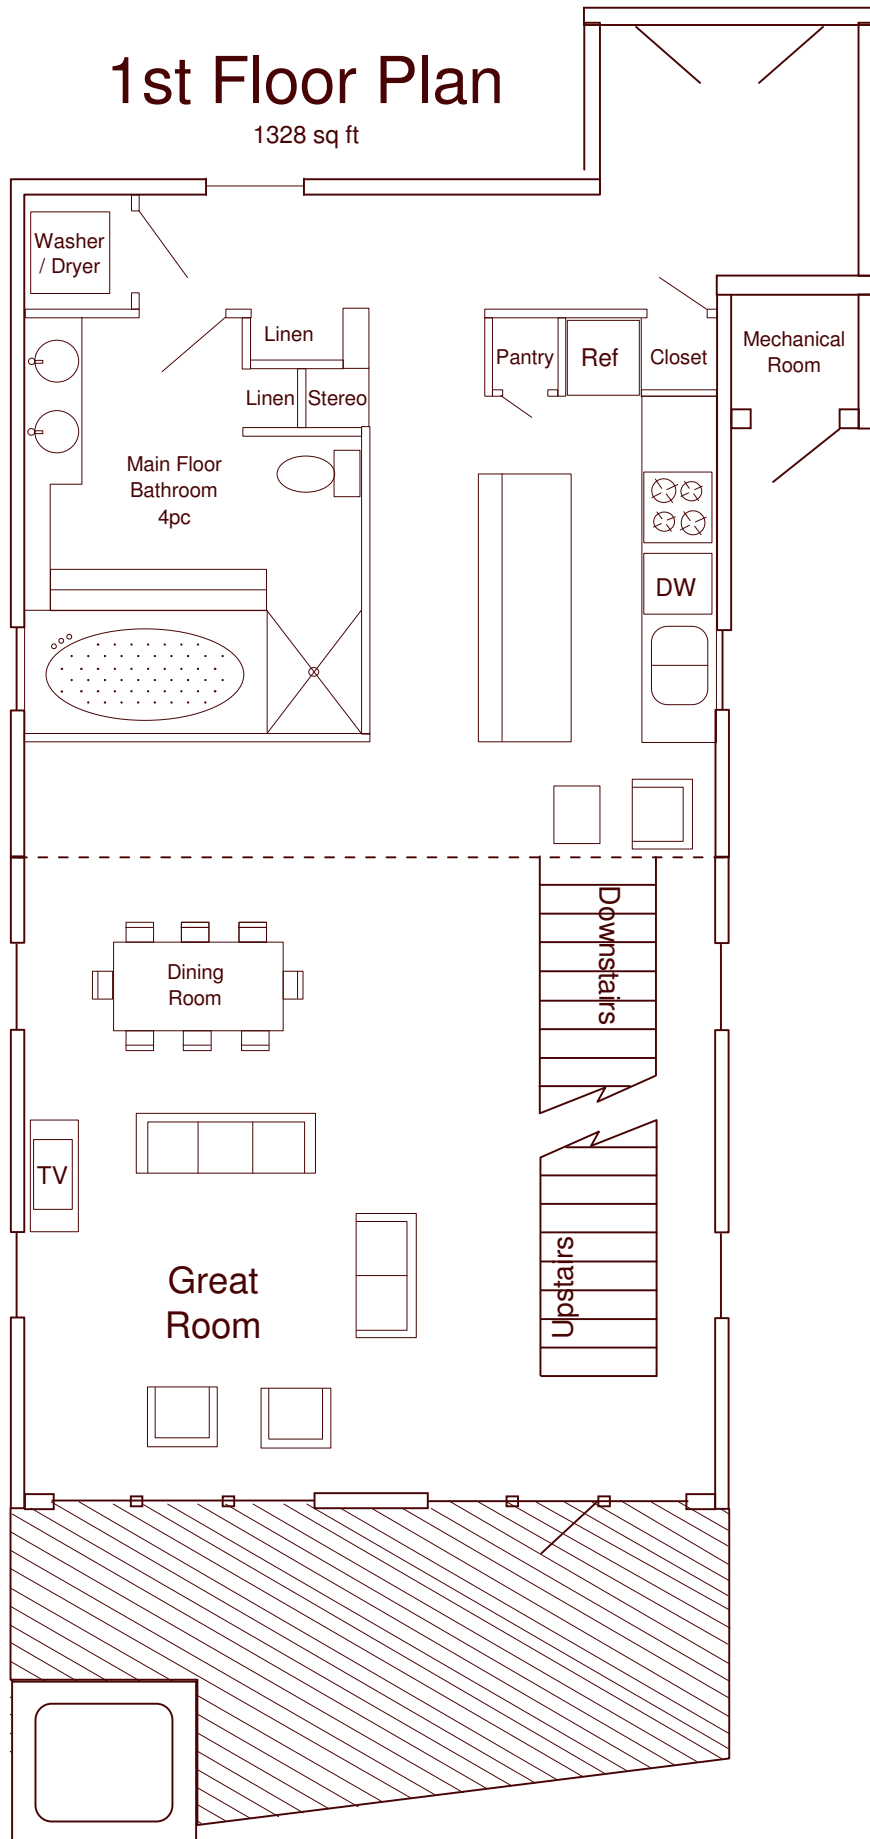 1st Floor Plan
1328 sq ft
Washer
/ Dryer
Linen
Linen
Stereo
Pantry
Ref
Closet
Mechanical
Room
Main Floor
Bathroom
4pc
DW
Downstairs
Dining
Room
TV
Great
Room
Upstairs